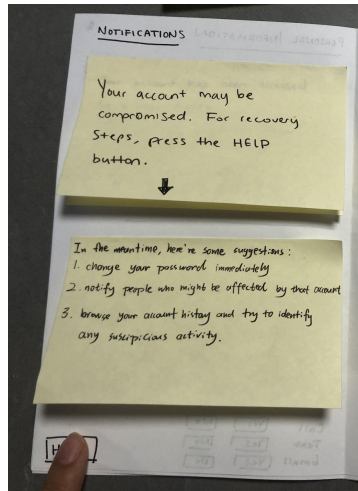 NOTIFICATIONS
Your account may be
compromised. For recovery
steps, press the HELP
button.
In the meantime, here're some suggestions:
1. change your password immediately
2. notify people who might be affected by that account
3. browse your account history and try to identify
any suscipicious activity.